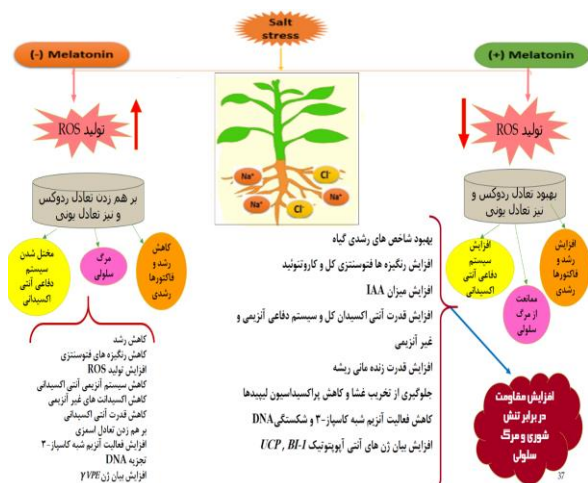 Salt
stress
(-) Melatonin
(+) Melatonin
تولید ROS
تولید ROS
Na⁺
Cl⁻
Na⁺
Cl⁻
Na⁺
بر هم زدن تعادل ردوکس
و نیز تعادل یونی
بهبود تعادل ردوکس و
نیز تعادل یونی
مختل شدن
سیستم
دفاعی آنتی
اکسیدانی
مرگ
سلولی
کاهش
رشد و
فاکتورها
رشدی
افزایش
سیستم
دفاعی آنتی
اکسیدانی
ممانعت
از مرگ
سلولی
افزایش
رشد و
فاکتورها
رشدی
کاهش رشد
کاهش رنگیزه های فتوسنتزی
افزایش تولید ROS
کاهش سیستم آنزیمی آنتی اکسیدانی
کاهش اکسیدانت های غیر آنزیمی
کاهش قدرت آنتی اکسیدانی
بر هم زدن تعادل اسمزی
افزایش فعالیت آنزیم شبه کاسپاز-۳
تجزیه DNA
افزایش بیان ژن γVPE
بهبود شاخص های رشدی گیاه
افزایش رنگیزه ها فتوسنتزی کل و کاروتنوئید
افزایش میزان IAA
افزایش قدرت آنتی اکسیدان کل و سیستم دفاعی آنزیمی و
غیر آنزیمی
افزایش قدرت زنده مانی ریشه
جلوگیری از تخریب غشا و کاهش پراکسیداسیون لیپیدها
کاهش فعالیت آنزیم شبه کاسپاز-۳ و شکستگی DNA
افزایش بیان ژن های آنتی آپوپتوتیک UCP, BI-1
افزایش مقاومت
در برابر تنش
شوری و مرگ
سلولی
37